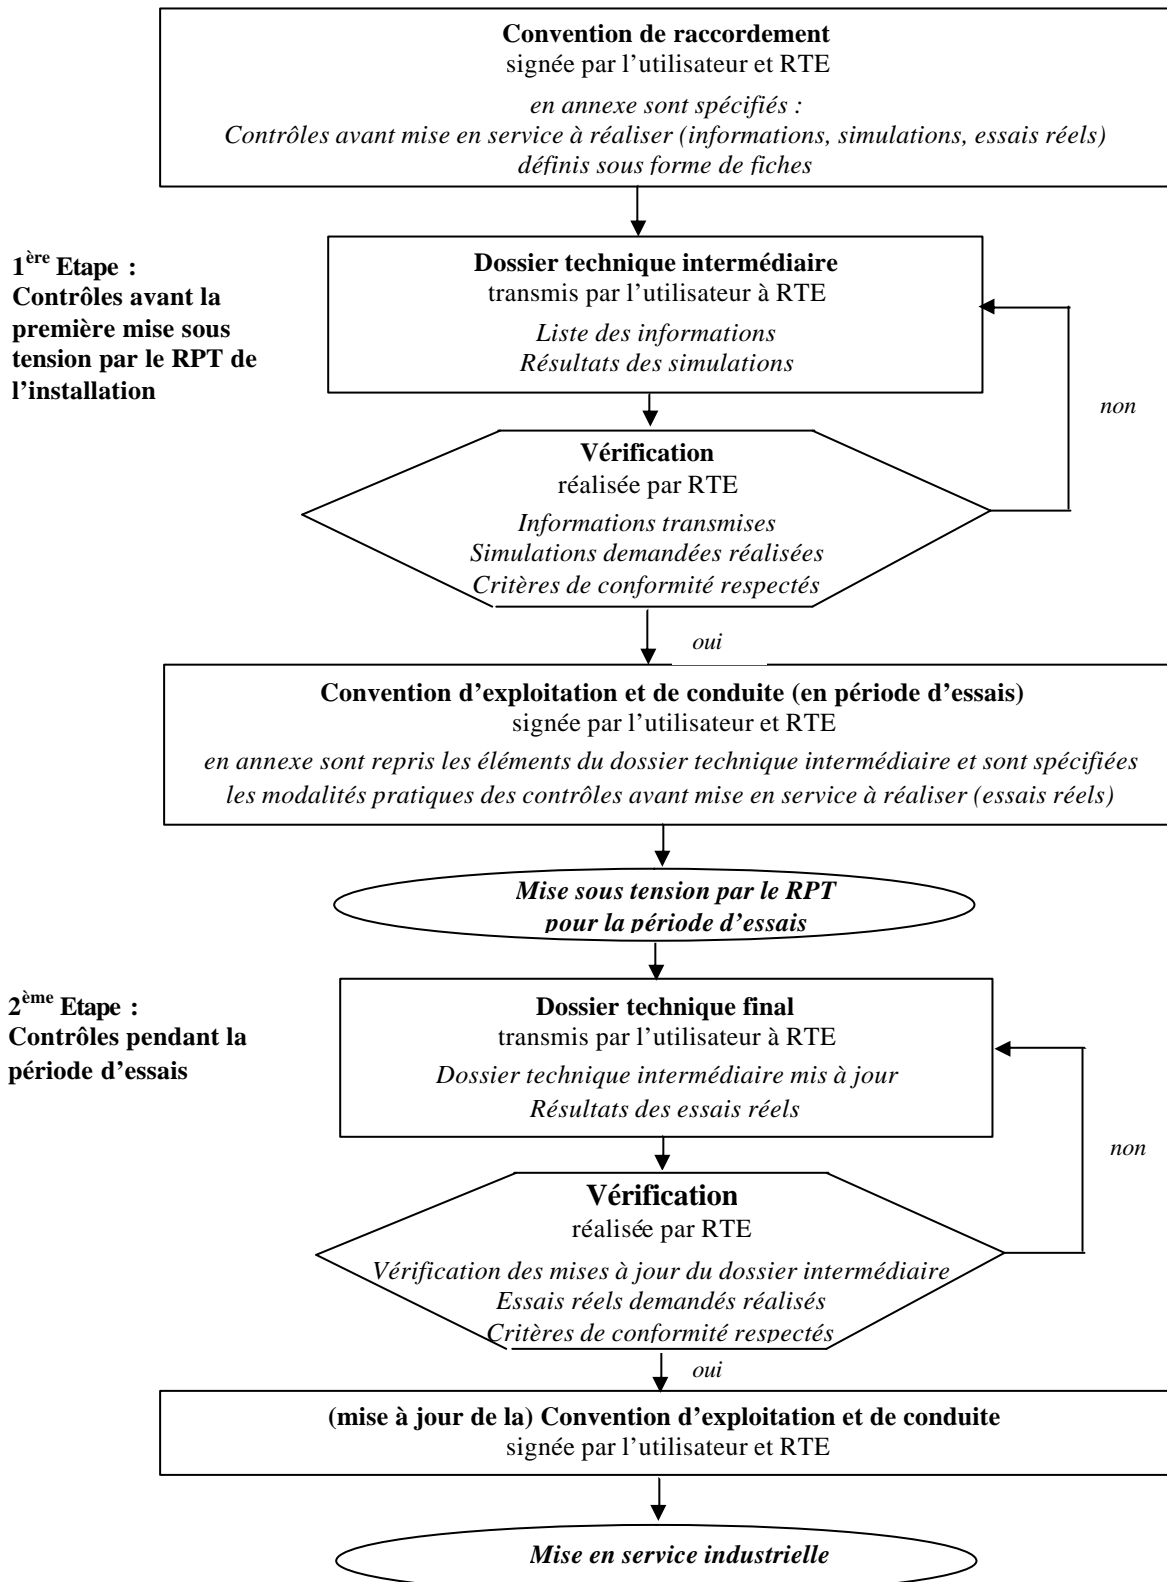 Convention de raccordement
signée par l'utilisateur et RTE
en annexe sont spécifiés :
Contrôles avant mise en service à réaliser (informations, simulations, essais réels)
définis sous forme de fiches
1ère Etape :
Contrôles avant la
première mise sous
tension par le RPT de
l'installation
Dossier technique intermédiaire
transmis par l'utilisateur à RTE
Liste des informations
Résultats des simulations
non
Vérification
réalisée par RTE
Informations transmises
Simulations demandées réalisées
Critères de conformité respectés
oui
Convention d'exploitation et de conduite (en période d'essais)
signée par l'utilisateur et RTE
en annexe sont repris les éléments du dossier technique intermédiaire et sont spécifiées
les modalités pratiques des contrôles avant mise en service à réaliser (essais réels)
Mise sous tension par le RPT
pour la période d'essais
2ème Etape :
Contrôles pendant la
période d'essais
Dossier technique final
transmis par l'utilisateur à RTE
Dossier technique intermédiaire mis à jour
Résultats des essais réels
non
Vérification
réalisée par RTE
Vérification des mises à jour du dossier intermédiaire
Essais réels demandés réalisés
Critères de conformité respectés
oui
(mise à jour de la) Convention d'exploitation et de conduite
signée par l'utilisateur et RTE
Mise en service industrielle